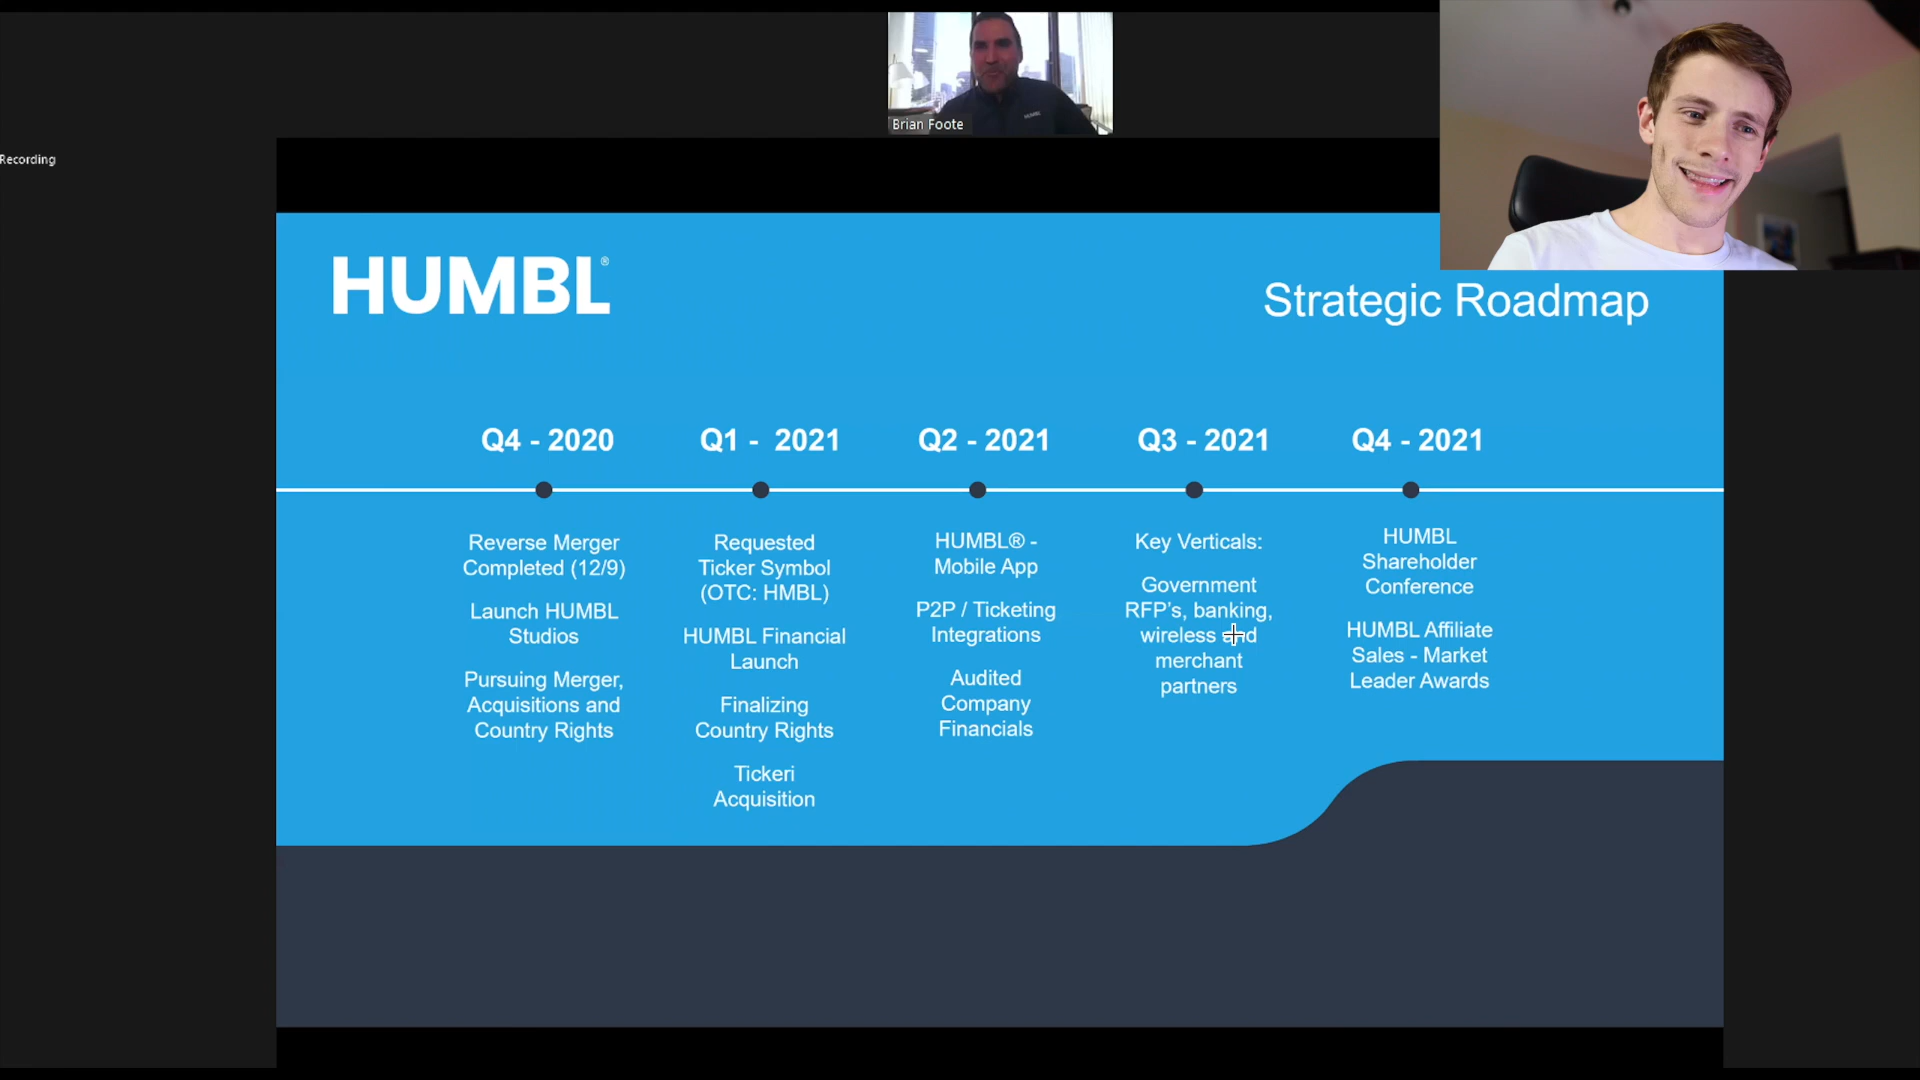 Brian Foote
Recording
HUMBL®
Strategic Roadmap
Q4 - 2020
Reverse Merger
Completed (12/9)
Launch HUMBL
Studios
Pursuing Merger,
Acquisitions and
Country Rights
Q1 - 2021
Requested
Ticker Symbol
(OTC: HMBL)
HUMBL Financial
Launch
Finalizing
Country Rights
Tickeri
Acquisition
Q2 - 2021
HUMBL® -
Mobile App
P2P / Ticketing
Integrations
Audited
Company
Financials
Q3 - 2021
Key Verticals:
Government
RFP's, banking,
wireless and
merchant
partners
Q4 - 2021
HUMBL
Shareholder
Conference
HUMBL Affiliate
Sales - Market
Leader Awards
HUMBL